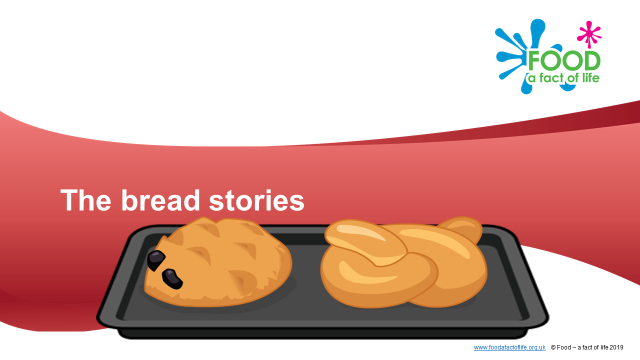 FOOD
a fact of life
The bread stories
www.foodafactoflife.org.uk © Food – a fact of life 2019